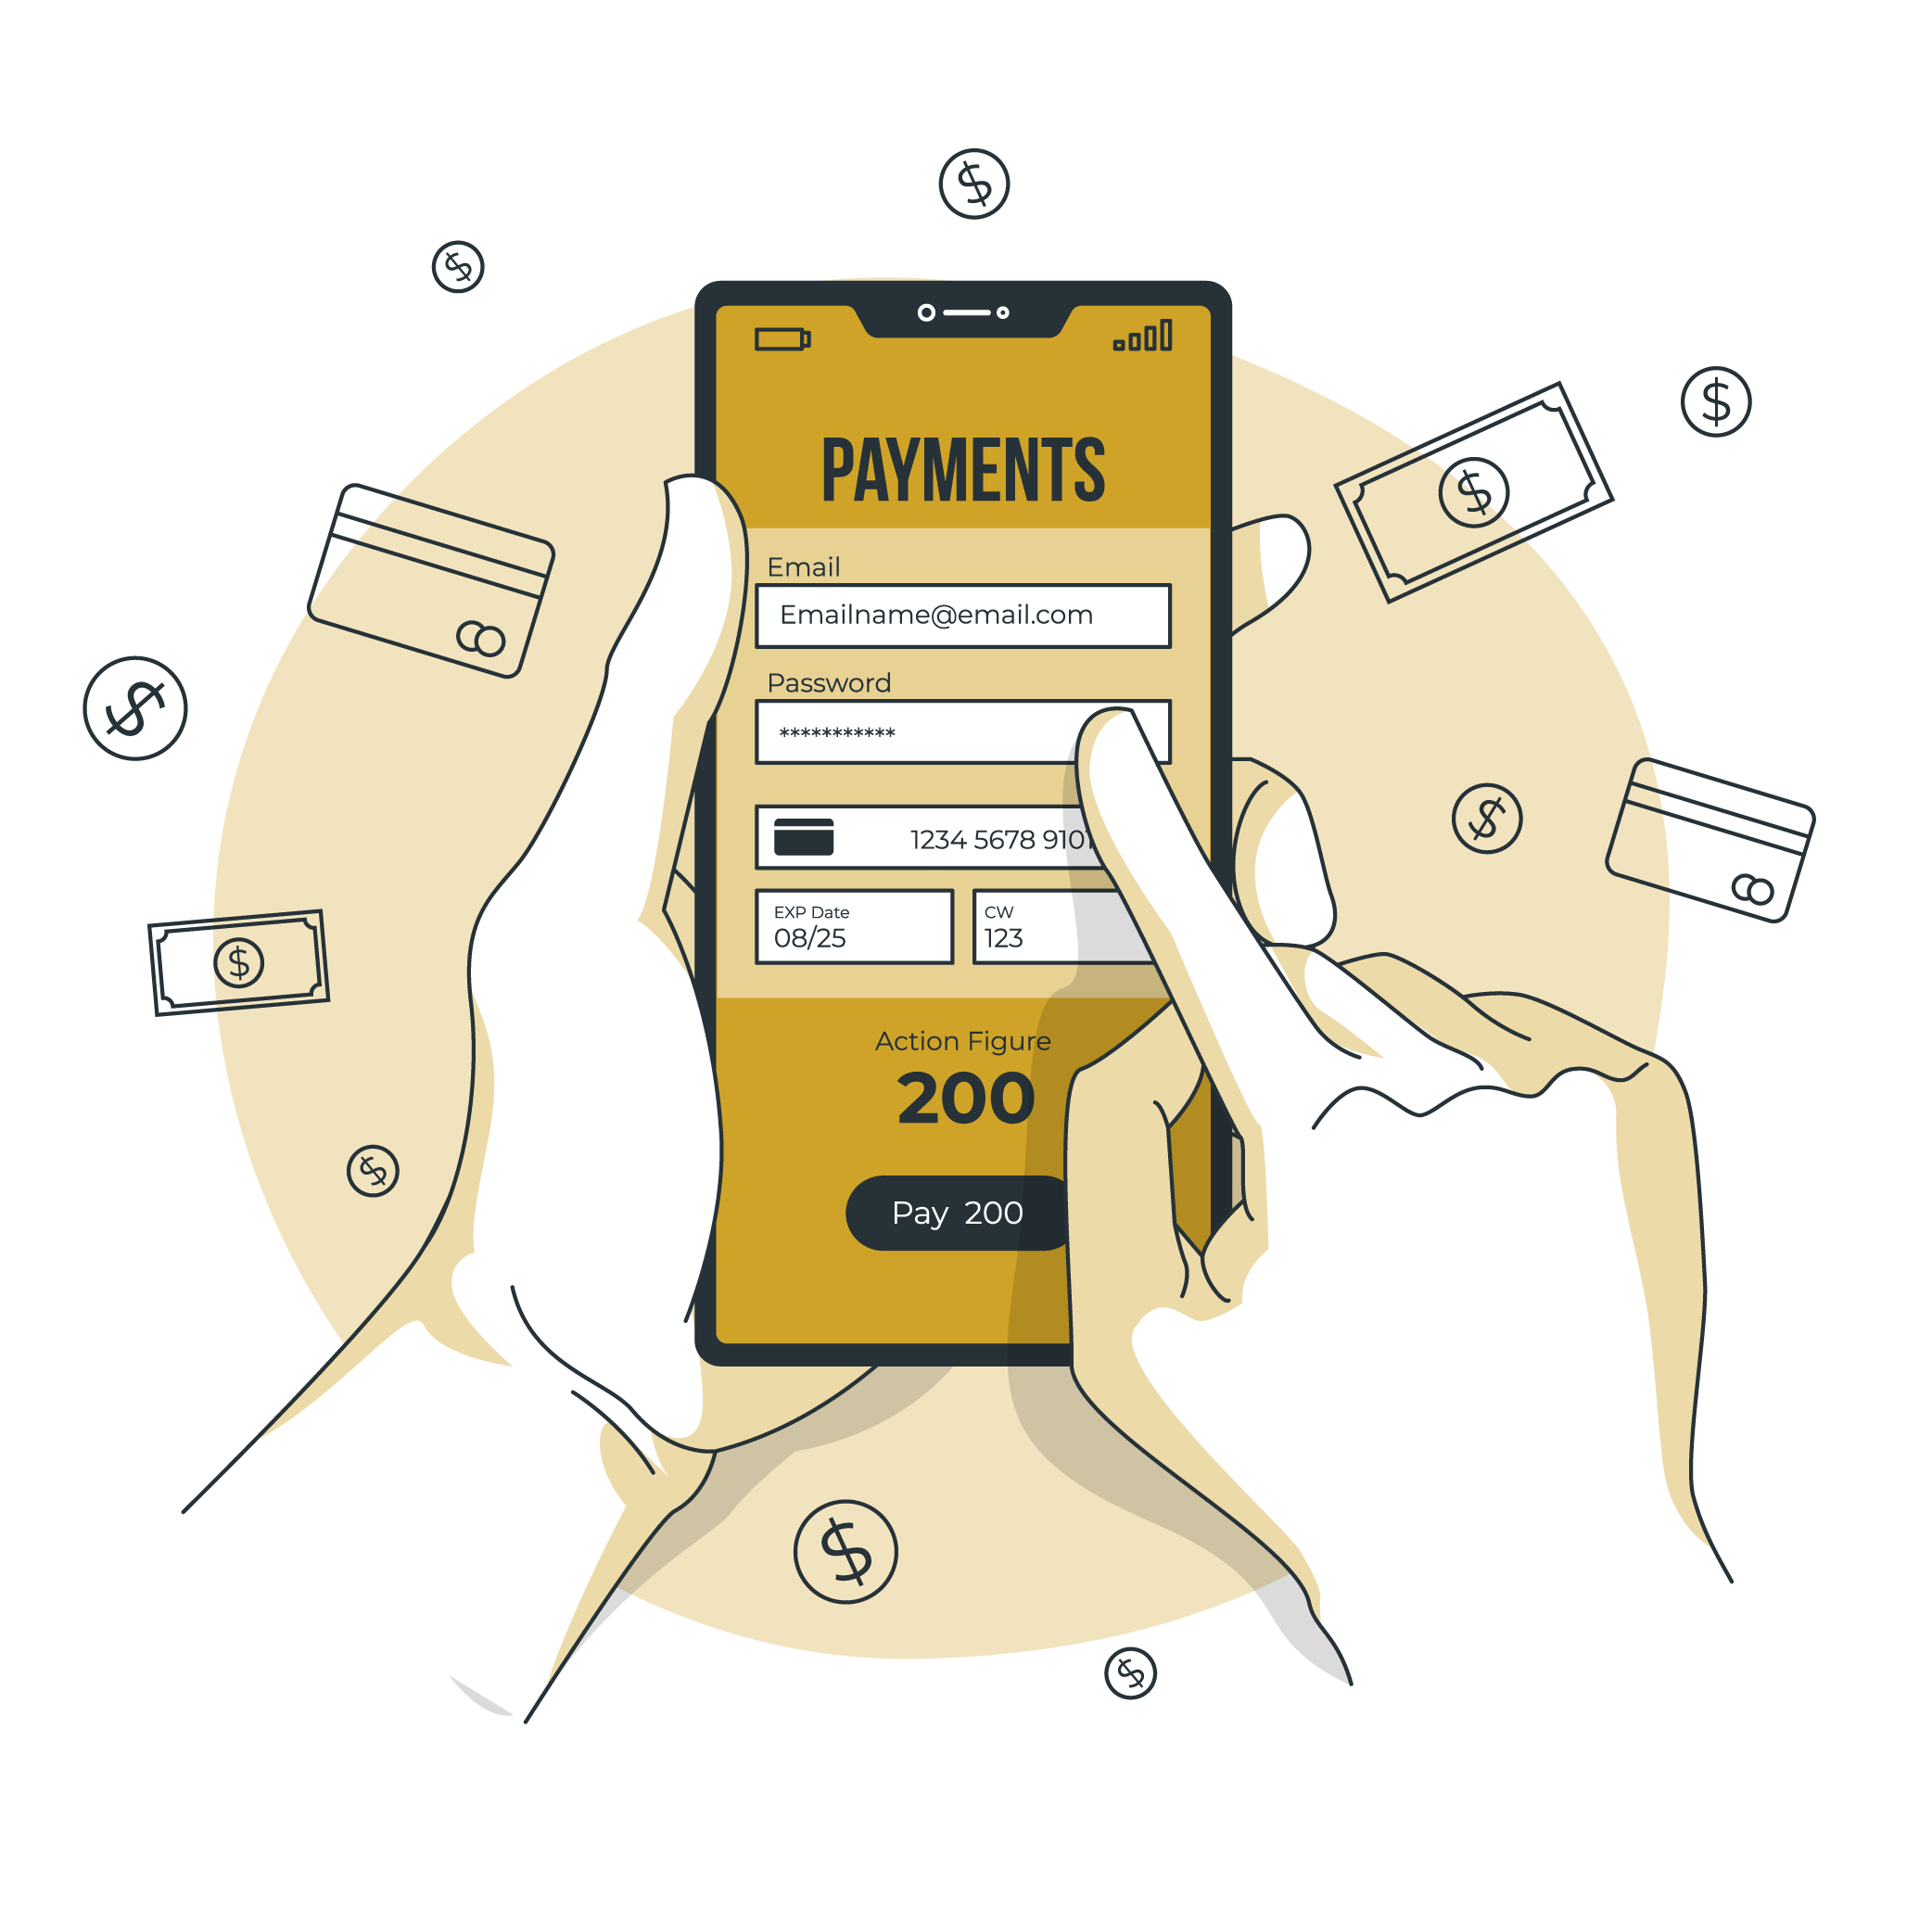 PAYMENTS
Email
Emailname@email.com
Password
***********
1234 5678 9101
EXP Date
08/25
CW
123
Action Figure
200
Pay 200